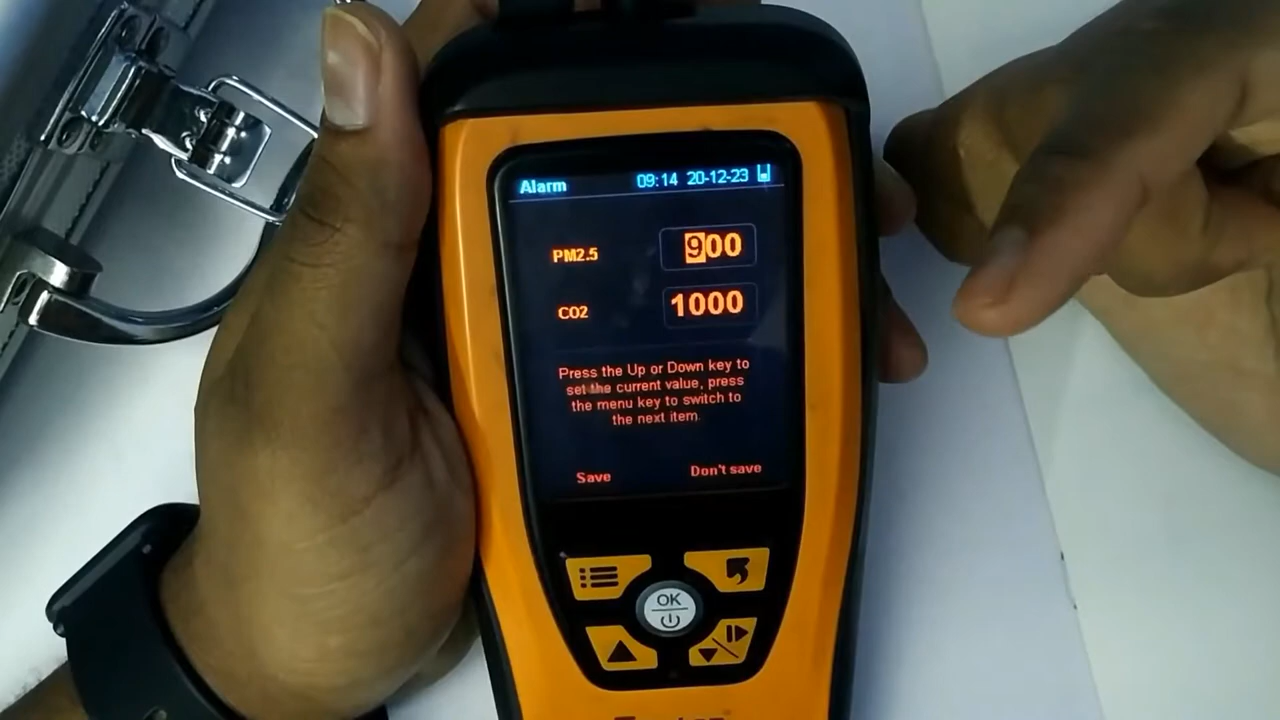 Alarm 09:14 20-12-23
PM2.5 900
CO2 1000
Press the Up or Down key to
set the current value, press
the menu key to switch to
the next item.
Save Don't save
OK